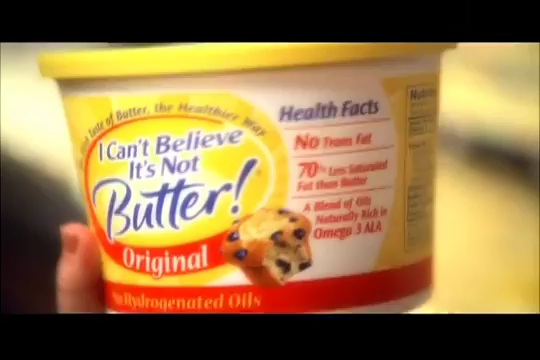 Taste of Butter, the Healthier Way
I Can't Believe
It's Not
Butter!
Original
No Hydrogenated Oils
Health Facts
No Trans Fat
70% Less Saturated
Fat than Butter
A Blend of Oils
Naturally Rich in
Omega 3 ALA